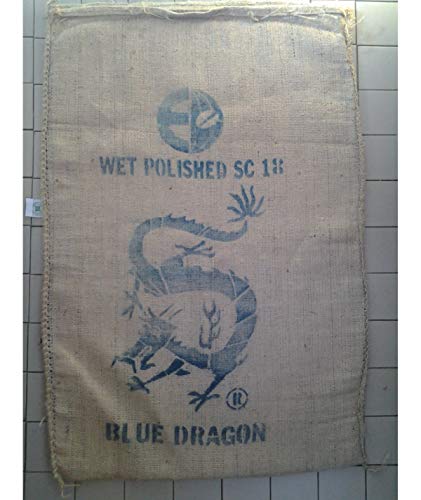 WET POLISHED SC 18
®
BLUE DRAGON